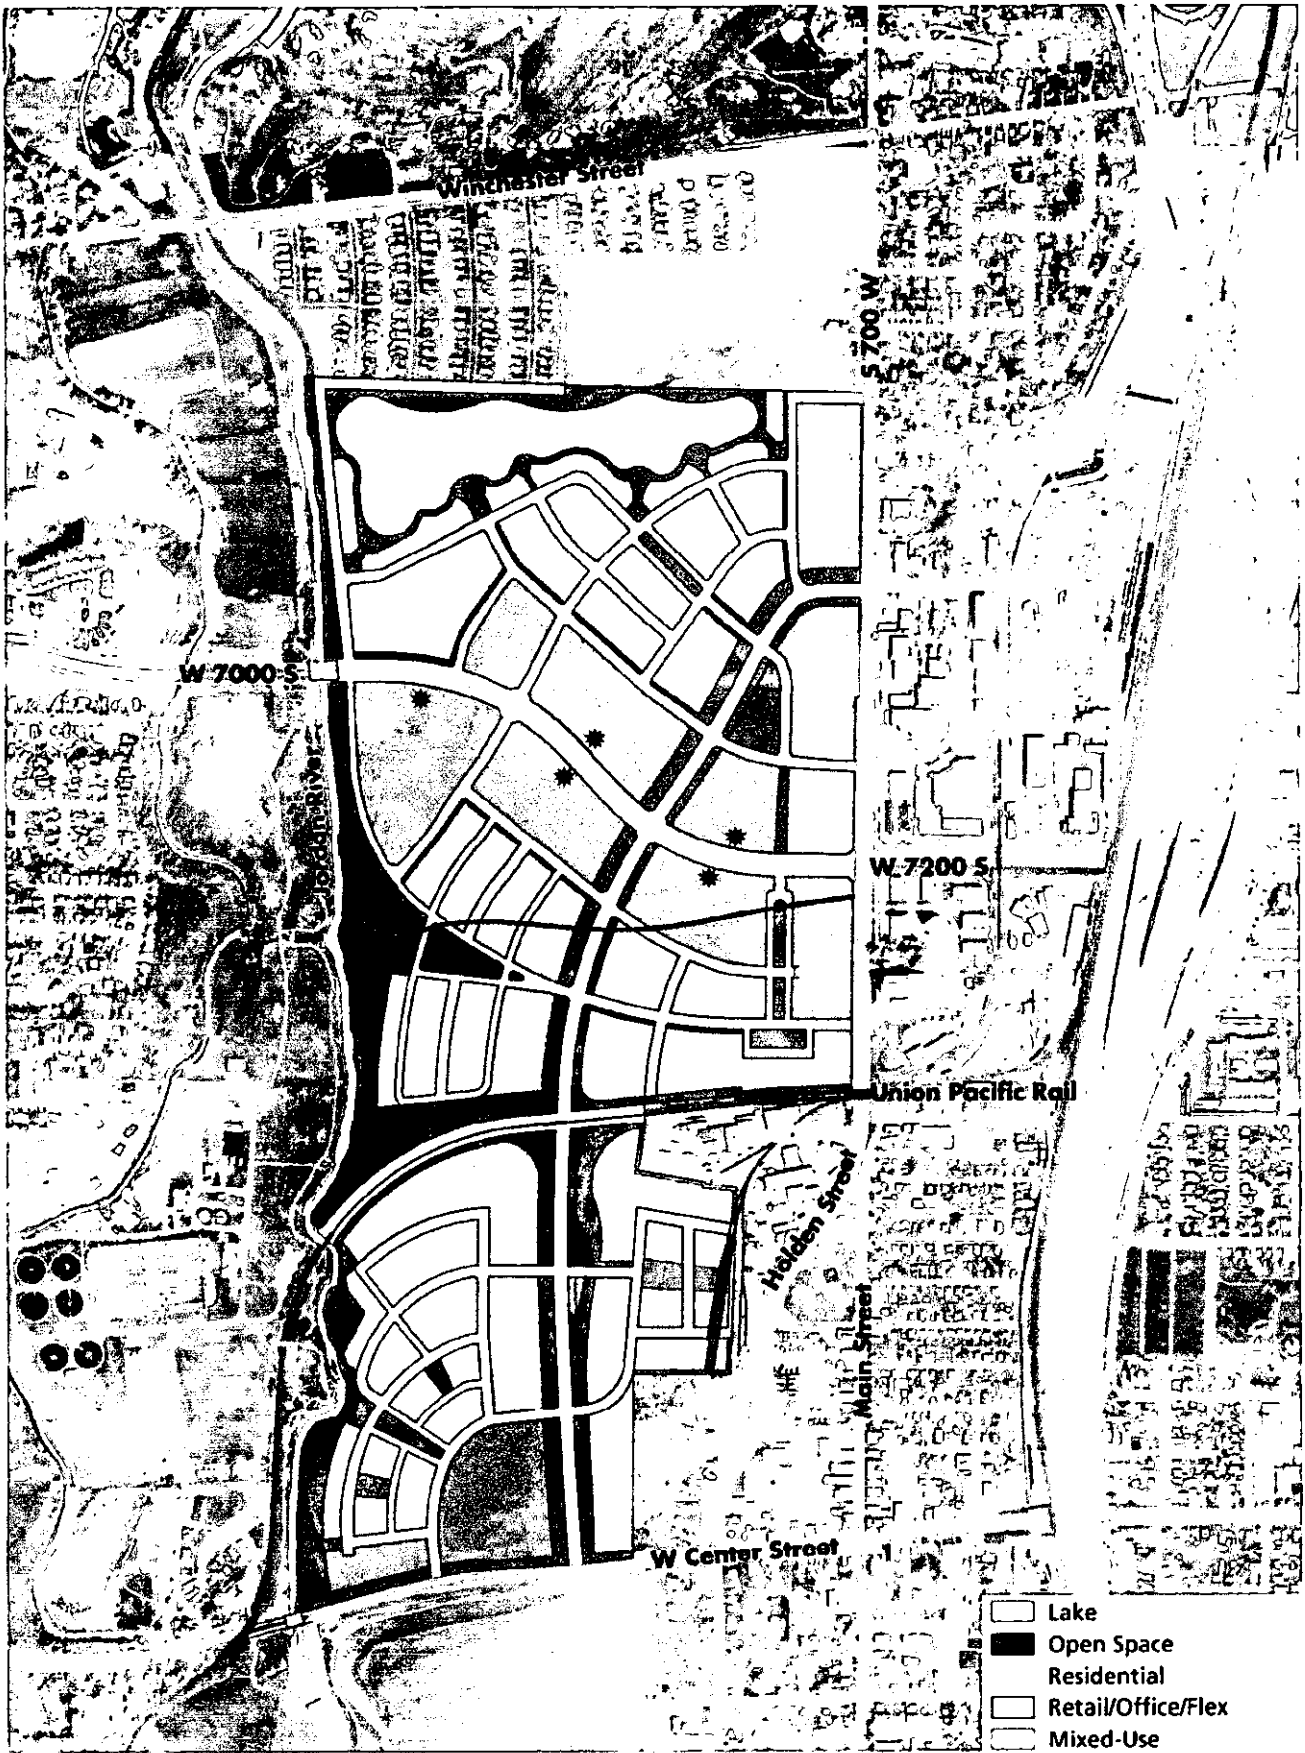 Winchester Street
S 700 W
W 7000 S
Jordan River
W 7200 S
Union Pacific Rail
Holden Street
Main Street
W Center Street
Lake
Open Space
Residential
Retail/Office/Flex
Mixed-Use